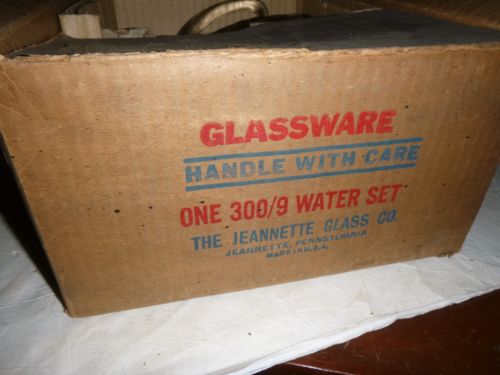 GLASSWARE
HANDLE WITH CARE
ONE 300/9 WATER SET
THE JEANNETTE GLASS CO.
JEANNETTE, PENNSYLVANIA
MADE IN U.S.A.